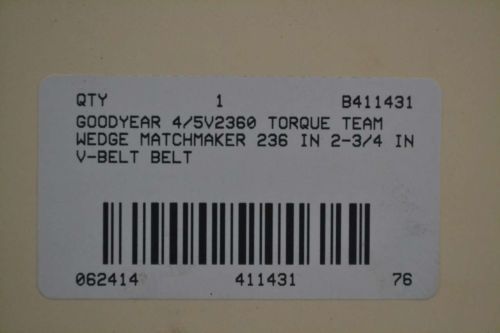 QTY 1 B411431
GOODYEAR 4/5V2360 TORQUE TEAM
WEDGE MATCHMAKER 236 IN 2-3/4 IN
V-BELT BELT
062414 411431 76